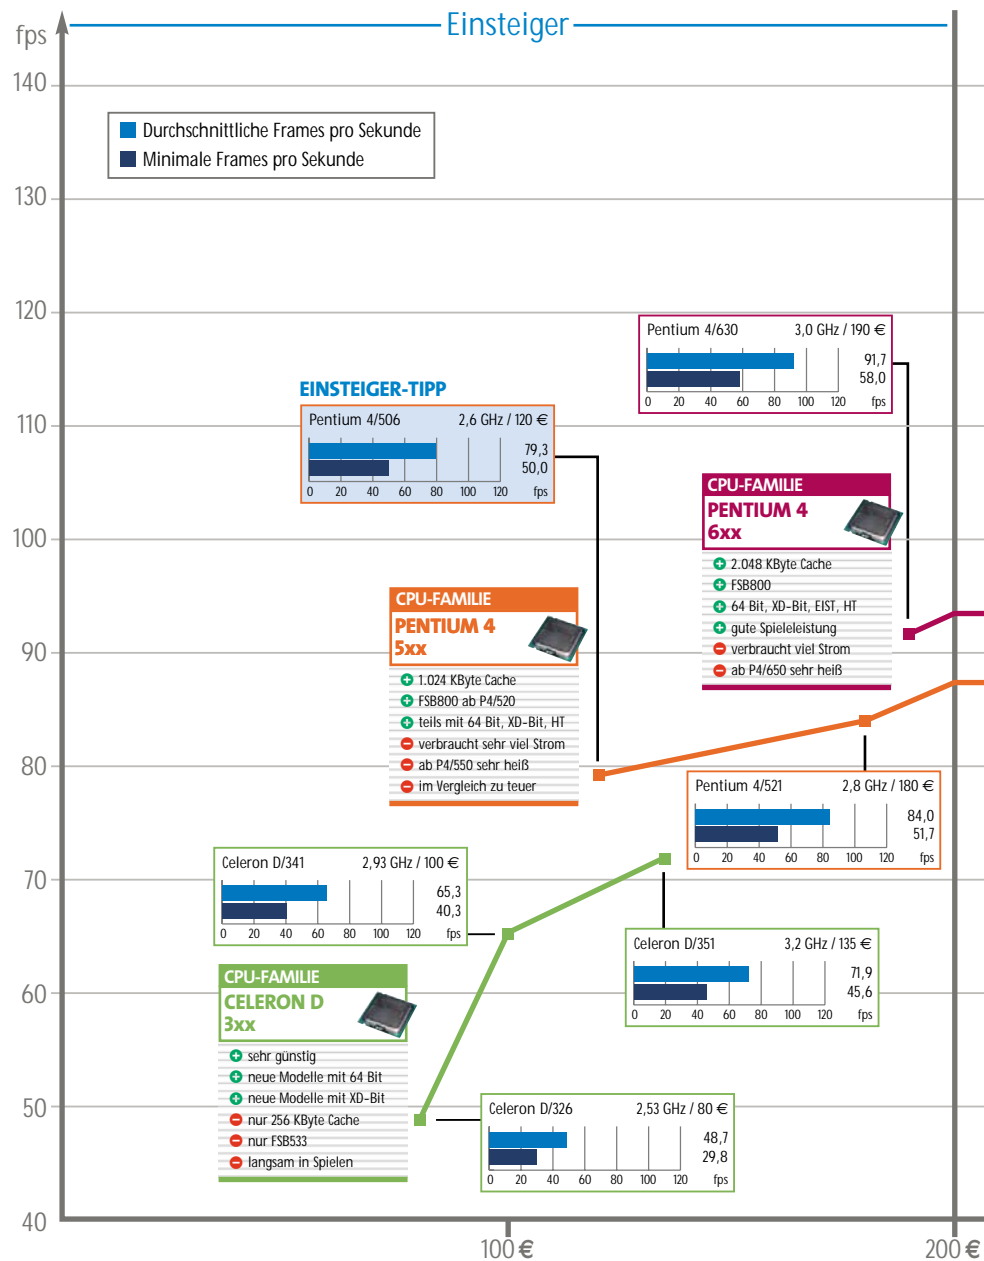 Einsteiger
fps
140
130
120
110
100
90
80
70
60
50
40
Durchschnittliche Frames pro Sekunde
Minimale Frames pro Sekunde
Pentium 4/630 3,0 GHz / 190 €
91,7
58,0
0 20 40 60 80 100 120 fps
EINSTEIGER-TIPP
Pentium 4/506 2,6 GHz / 120 €
79,3
50,0
0 20 40 60 80 100 120 fps
CPU-FAMILIE
PENTIUM 4
6xx
2.048 KByte Cache
FSB800
64 Bit, XD-Bit, EIST, HT
gute Spieleleistung
verbraucht viel Strom
ab P4/650 sehr heiß
CPU-FAMILIE
PENTIUM 4
5xx
1.024 KByte Cache
FSB800 ab P4/520
teils mit 64 Bit, XD-Bit, HT
verbraucht sehr viel Strom
ab P4/550 sehr heiß
im Vergleich zu teuer
Pentium 4/521 2,8 GHz / 180 €
84,0
51,7
0 20 40 60 80 100 120 fps
Celeron D/341 2,93 GHz / 100 €
65,3
40,3
0 20 40 60 80 100 120 fps
Celeron D/351 3,2 GHz / 135 €
71,9
45,6
0 20 40 60 80 100 120 fps
CPU-FAMILIE
CELERON D
3xx
sehr günstig
neue Modelle mit 64 Bit
neue Modelle mit XD-Bit
nur 256 KByte Cache
nur FSB533
langsam in Spielen
Celeron D/326 2,53 GHz / 80 €
48,7
29,8
0 20 40 60 80 100 120 fps
100 €
200 €